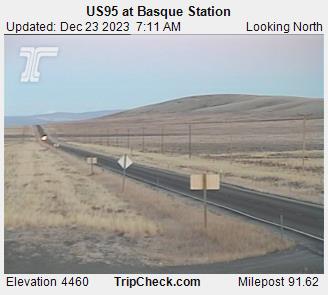 US95 at Basque Station
Updated: Dec 23 2023 7:11 AM Looking North
Elevation 4460 TripCheck.com Milepost 91.62